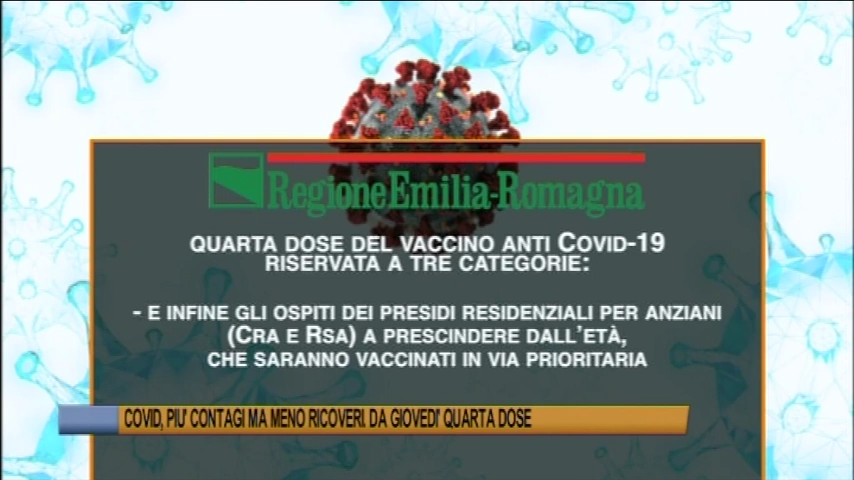 RegioneEmilia-Romagna
QUARTA DOSE DEL VACCINO ANTI COVID-19
RISERVATA A TRE CATEGORIE:
- E INFINE GLI OSPITI DEI PRESIDI RESIDENZIALI PER ANZIANI
(CRA E RSA) A PRESCINDERE DALL'ETÀ,
CHE SARANNO VACCINATI IN VIA PRIORITARIA
COVID, PIU' CONTAGI MA MENO RICOVERI. DA GIOVEDI' QUARTA DOSE